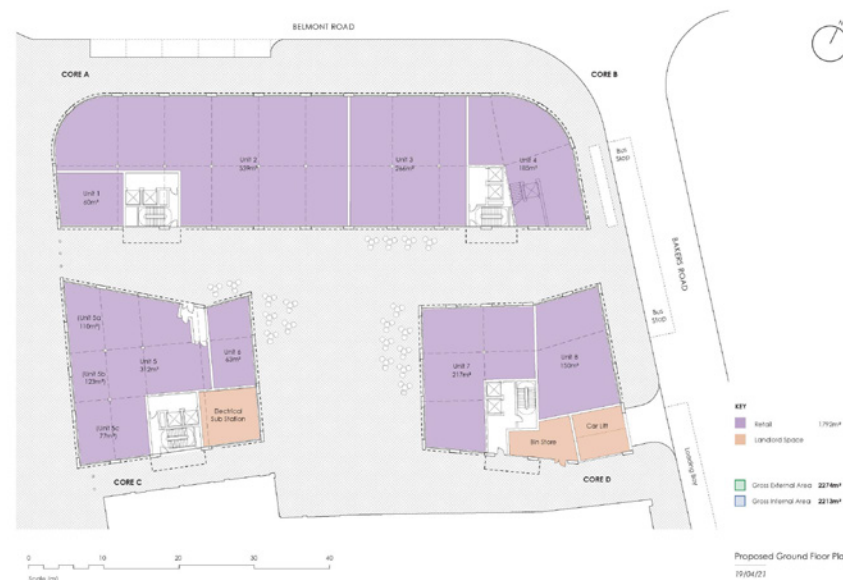 BELMONT ROAD
N
CORE A
CORE B
Unit 2
539m²
Unit 3
266m²
Unit 4
185m²
Bus
Stop
Unit 1
60m²
BAKERS ROAD
(Unit 5a
110m²)
Unit 5
312m²
Unit 6
63m²
(Unit 5b
125m²)
(Unit 5c
77m²)
Electrical
Sub Station
Unit 7
217m²
Unit 8
150m²
Bus
Stop
Bin Store
Car Lift
Loading Bay
CORE C
CORE D
KEY
Retail 1792m²
Landlord Space
Gross External Area 2274m²
Gross Internal Area 2213m²
0 10 20 30 40
Scale (m)
Proposed Ground Floor Pla
19/04/21